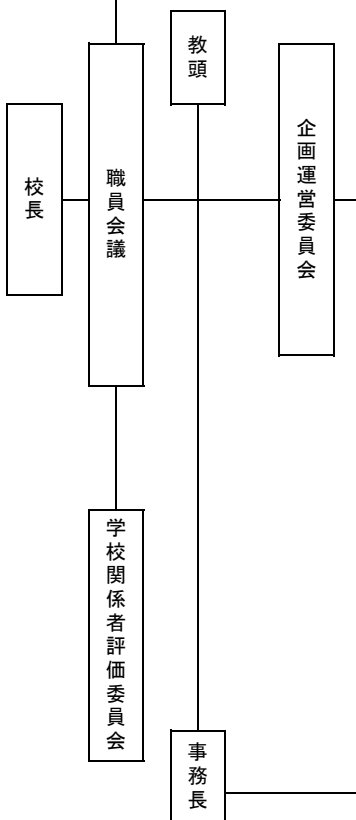 校長
職員会議
教頭
企画運営委員会
学校関係者評価委員会
事務長